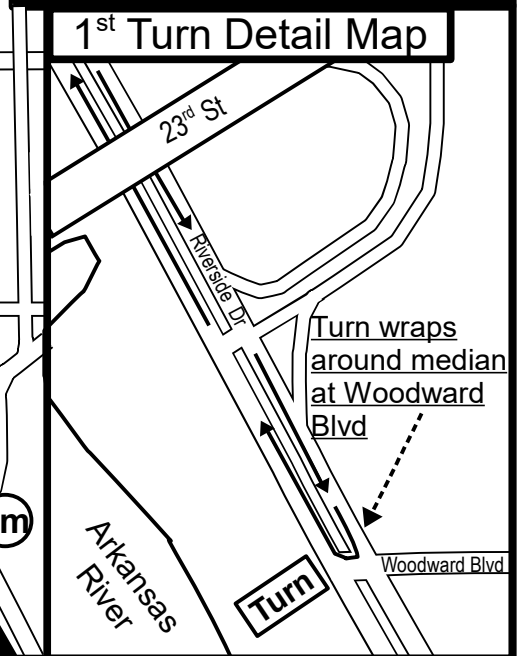 1st Turn Detail Map
23rd St
Riverside Dr
Turn wraps
around median
at Woodward
Blvd
m
Arkansas
River
Turn
Woodward Blvd